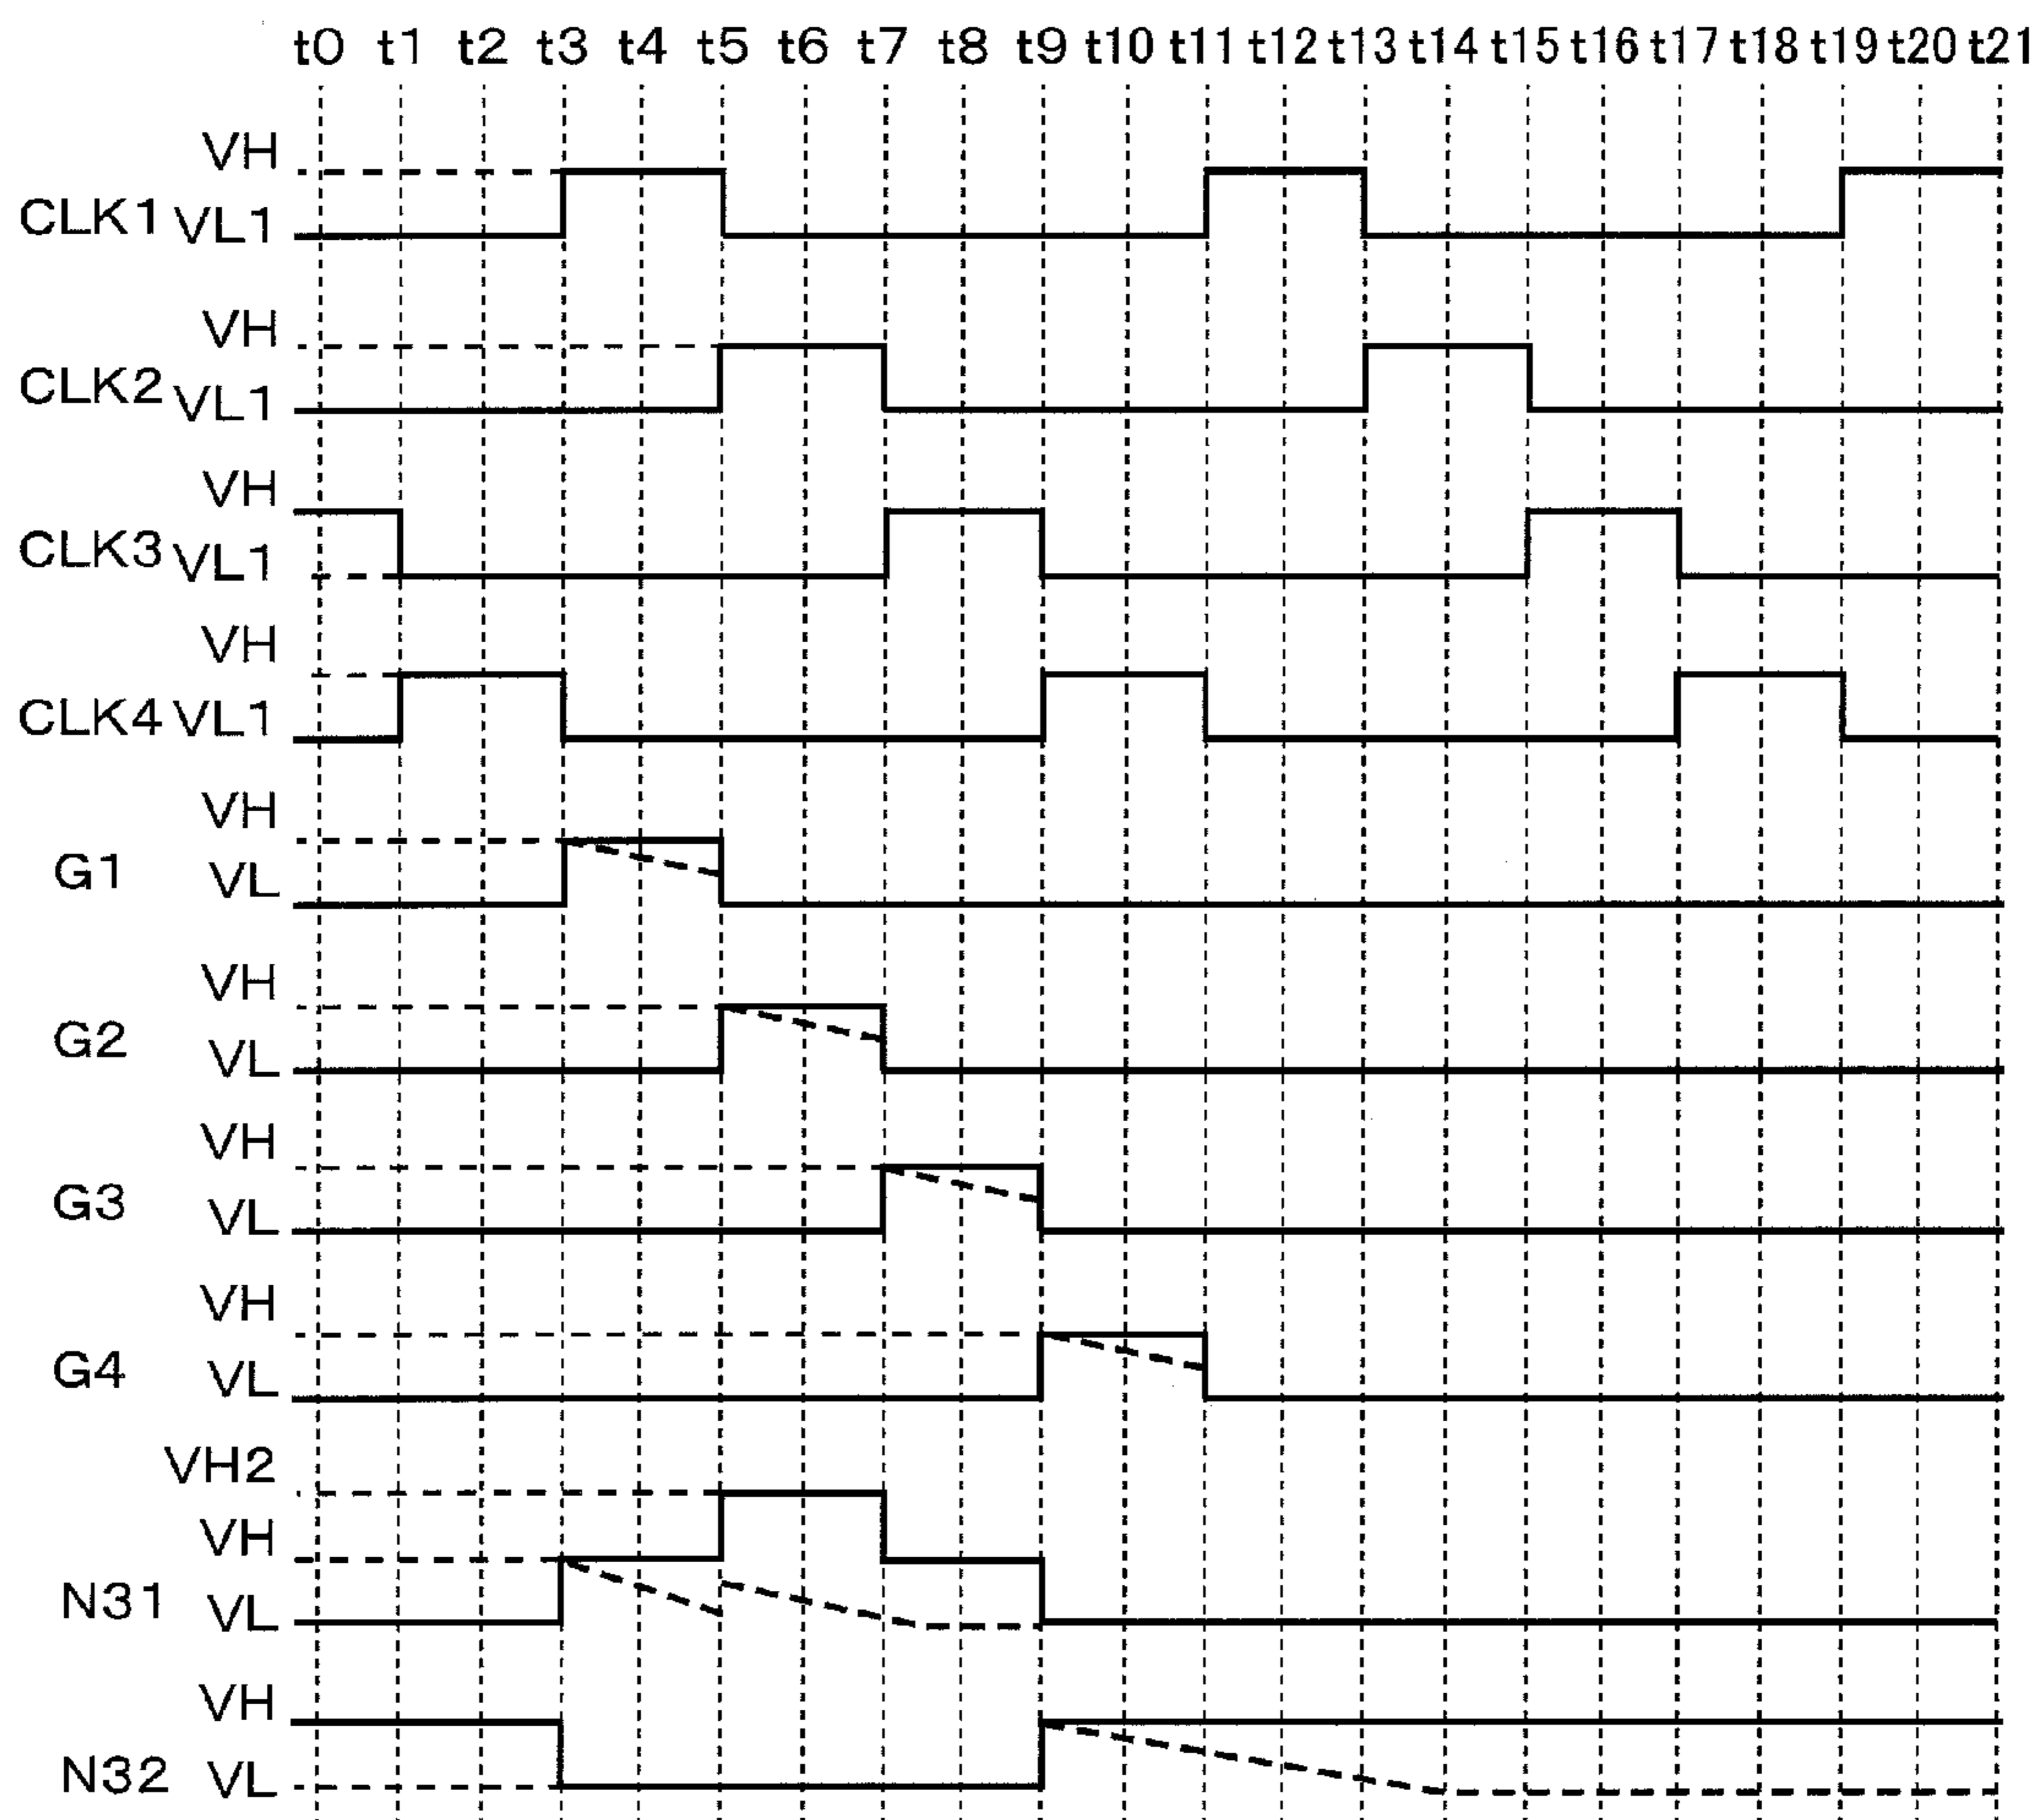 t0 t1 t2 t3 t4 t5 t6 t7 t8 t9 t10 t11 t12 t13 t14 t15 t16 t17 t18 t19 t20 t21
VH
CLK1 VL1
VH
CLK2 VL1
VH
CLK3 VL1
VH
CLK4 VL1
VH
G1 VL
VH
G2 VL
VH
G3 VL
VH
G4 VL
VH2
VH
N31 VL
VH
N32 VL